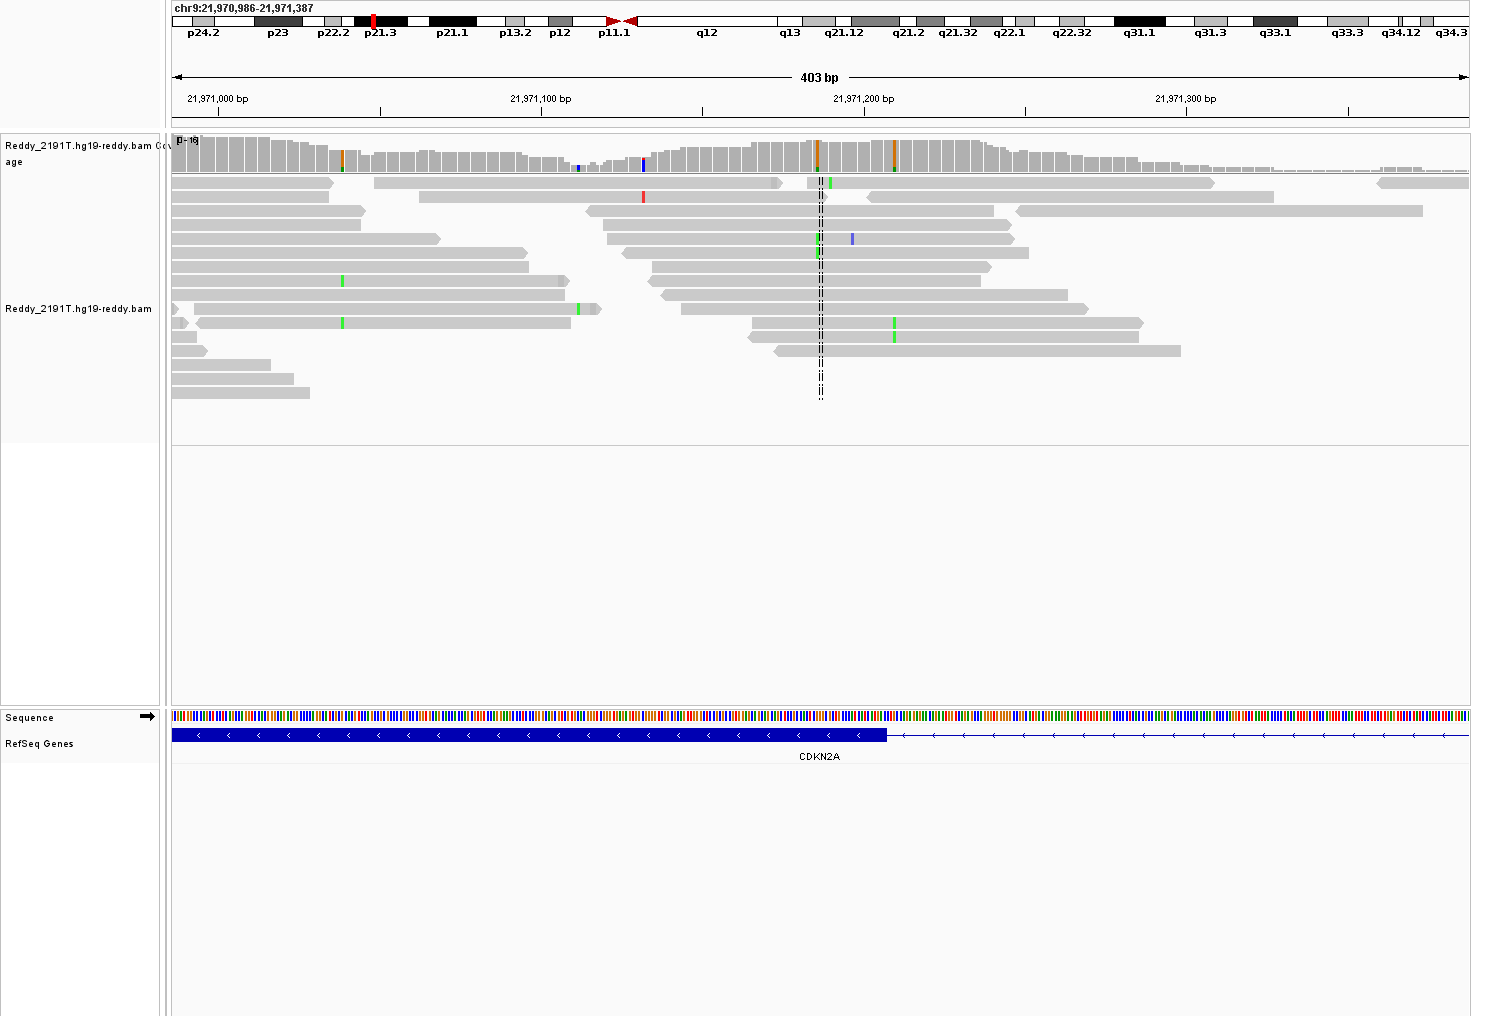 chr9:21,970,986-21,971,387
p24.2 p23 p22.2 p21.3 p21.1 p13.2 p12 p11.1 q12 q13 q21.12 q21.2 q21.32 q22.1 q22.32 q31.1 q31.3 q33.1 q33.3 q34.12 q34.3
403 bp
21,971,000 bp 21,971,100 bp 21,971,200 bp 21,971,300 bp
Reddy_2191T.hg19-reddy.bam Cov
age
Reddy_2191T.hg19-reddy.bam
Sequence
RefSeq Genes
CDKN2A